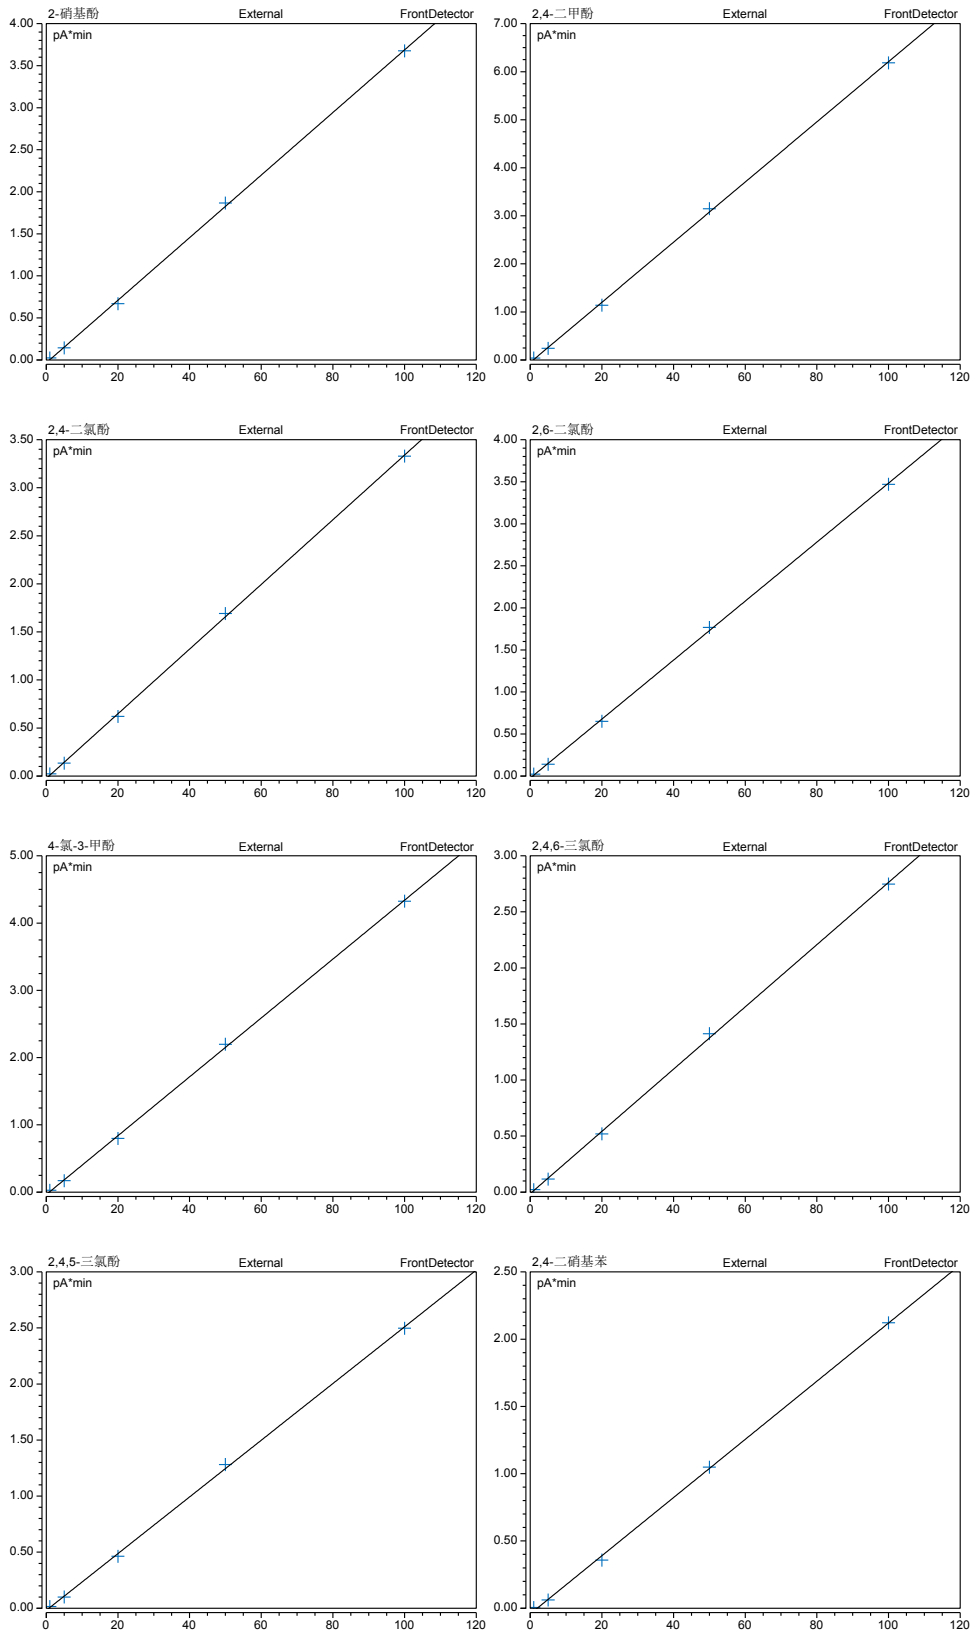 2-硝基酚 External FrontDetector
pA*min
4.00
3.50
3.00
2.50
2.00
1.50
1.00
0.50
0.00
0 20 40 60 80 100 120
2,4-二甲酚 External FrontDetector
pA*min
7.00
6.00
5.00
4.00
3.00
2.00
1.00
0.00
0 20 40 60 80 100 120
2,4-二氯酚 External FrontDetector
pA*min
3.50
3.00
2.50
2.00
1.50
1.00
0.50
0.00
0 20 40 60 80 100 120
2,6-二氯酚 External FrontDetector
pA*min
4.00
3.50
3.00
2.50
2.00
1.50
1.00
0.50
0.00
0 20 40 60 80 100 120
4-氯-3-甲酚 External FrontDetector
pA*min
5.00
4.00
3.00
2.00
1.00
0.00
0 20 40 60 80 100 120
2,4,6-三氯酚 External FrontDetector
pA*min
3.00
2.50
2.00
1.50
1.00
0.50
0.00
0 20 40 60 80 100 120
2,4,5-三氯酚 External FrontDetector
pA*min
3.00
2.50
2.00
1.50
1.00
0.50
0.00
0 20 40 60 80 100 120
2,4-二硝基苯 External FrontDetector
pA*min
2.50
2.00
1.50
1.00
0.50
0.00
0 20 40 60 80 100 120